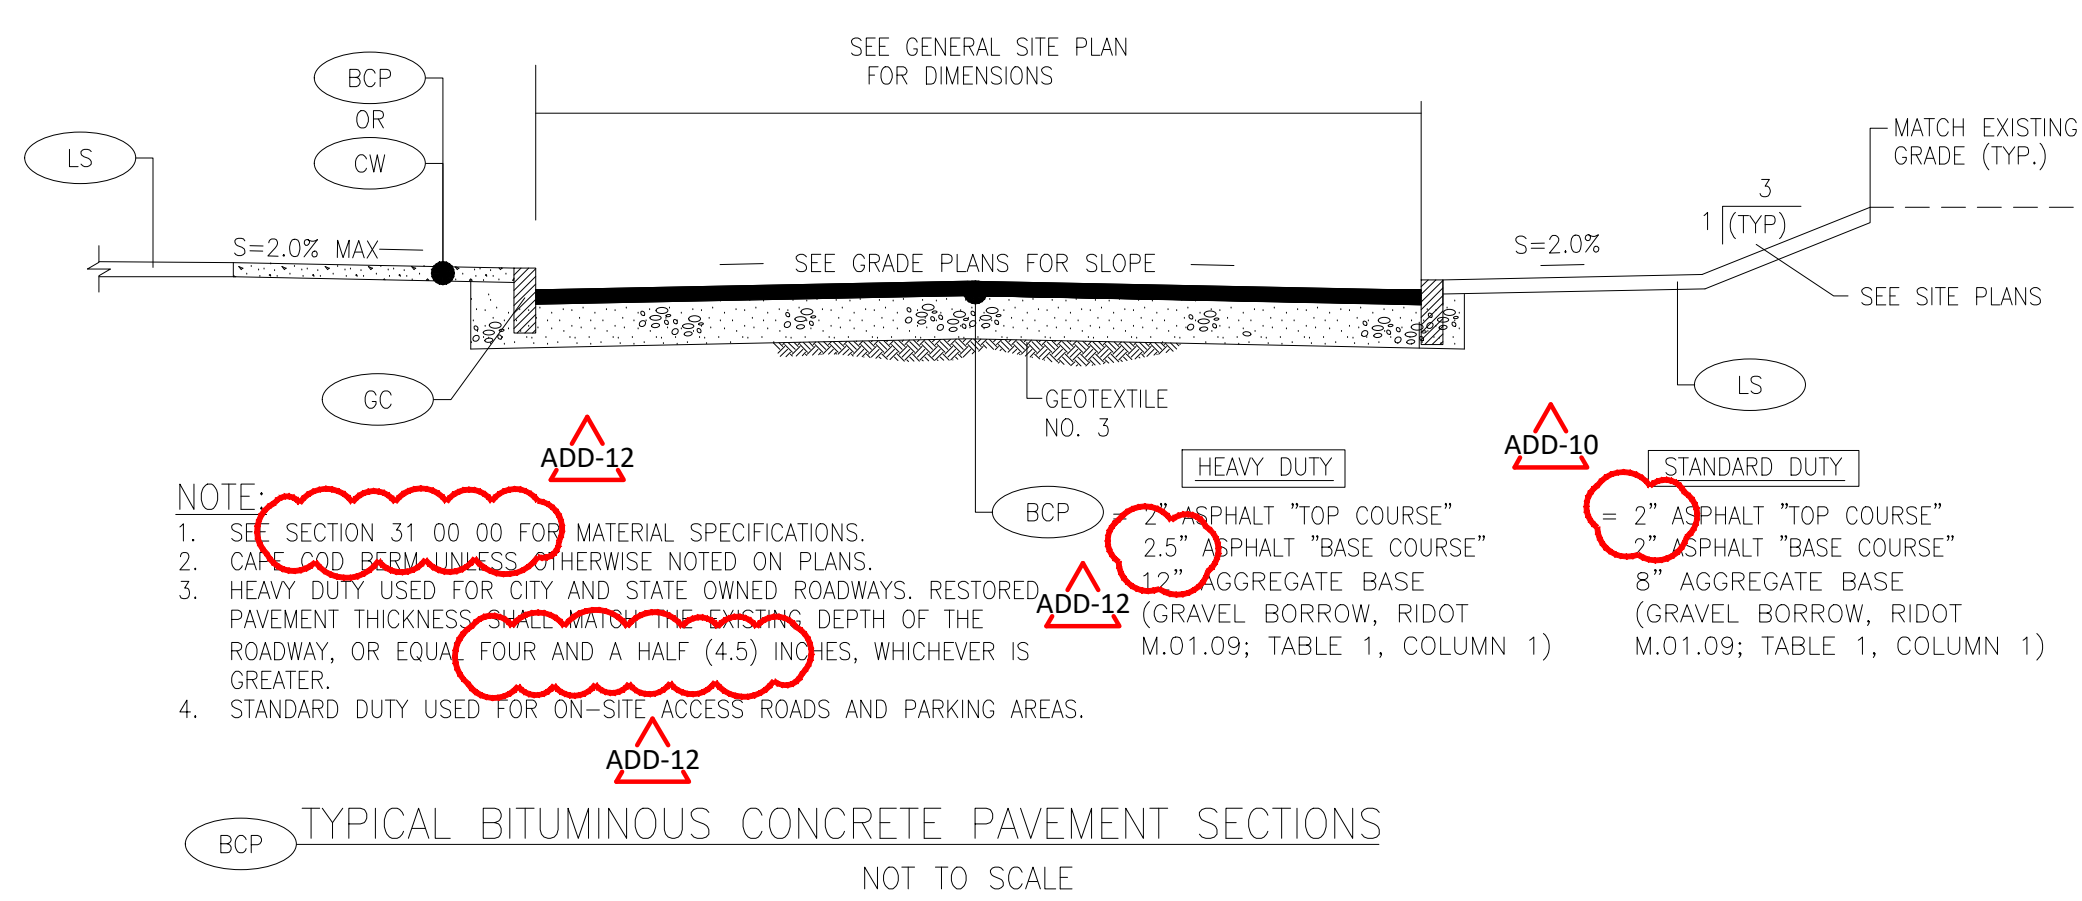 SEE GENERAL SITE PLAN
FOR DIMENSIONS
BCP
OR
CW
LS
MATCH EXISTING
GRADE (TYP.)
3
1
(TYP)
S=2.0% MAX
SEE GRADE PLANS FOR SLOPE
S=2.0%
SEE SITE PLANS
GC
GEOTEXTILE
NO. 3
LS
ADD-12
NOTE:
1. SEE SECTION 31 00 00 FOR MATERIAL SPECIFICATIONS.
2. CAPE COD BERM UNLESS OTHERWISE NOTED ON PLANS.
3. HEAVY DUTY USED FOR CITY AND STATE OWNED ROADWAYS. RESTORED
PAVEMENT THICKNESS SHALL MATCH THE EXISTING DEPTH OF THE
ROADWAY, OR EQUAL FOUR AND A HALF (4.5) INCHES, WHICHEVER IS
GREATER.
4. STANDARD DUTY USED FOR ON-SITE ACCESS ROADS AND PARKING AREAS.
ADD-12
ADD-12
HEAVY DUTY
BCP = 2" ASPHALT "TOP COURSE"
2.5" ASPHALT "BASE COURSE"
12" AGGREGATE BASE
(GRAVEL BORROW, RIDOT
M.01.09; TABLE 1, COLUMN 1)
ADD-10
STANDARD DUTY
= 2" ASPHALT "TOP COURSE"
2" ASPHALT "BASE COURSE"
8" AGGREGATE BASE
(GRAVEL BORROW, RIDOT
M.01.09; TABLE 1, COLUMN 1)
BCP TYPICAL BITUMINOUS CONCRETE PAVEMENT SECTIONS
NOT TO SCALE